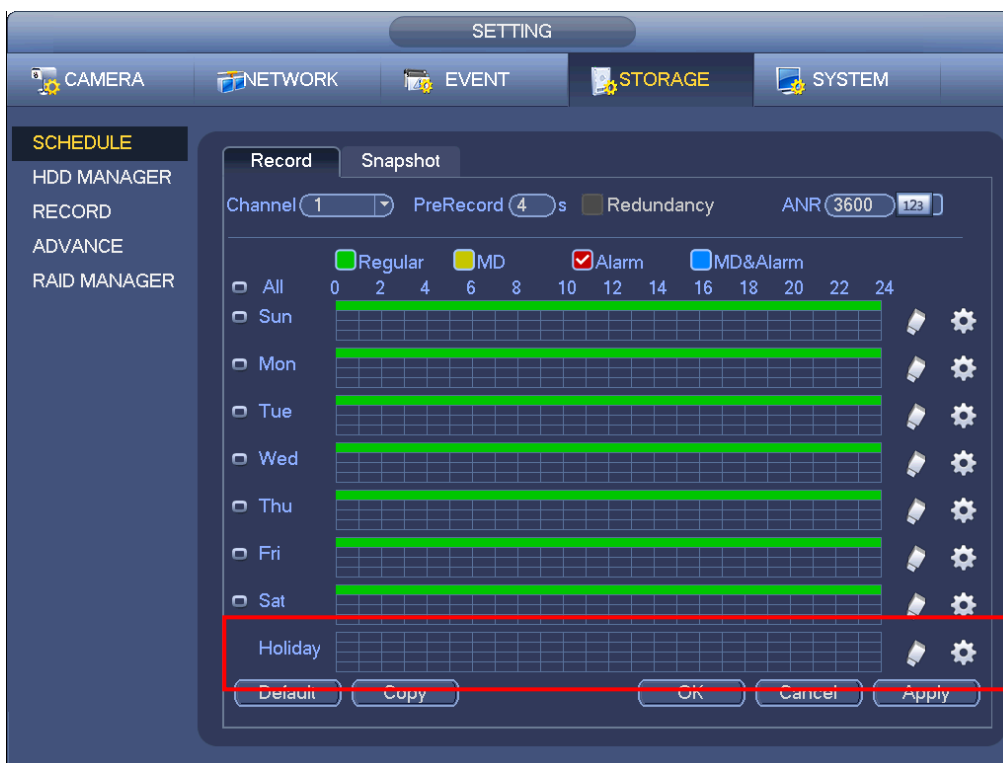 SETTING
CAMERA NETWORK EVENT STORAGE SYSTEM
SCHEDULE
HDD MANAGER
RECORD
ADVANCE
RAID MANAGER
Record Snapshot
Channel 1 PreRecord 4 s Redundancy ANR 3600 123
Regular MD Alarm MD&Alarm
All 0 2 4 6 8 10 12 14 16 18 20 22 24
Sun
Mon
Tue
Wed
Thu
Fri
Sat
Holiday
Default Copy OK Cancel Apply